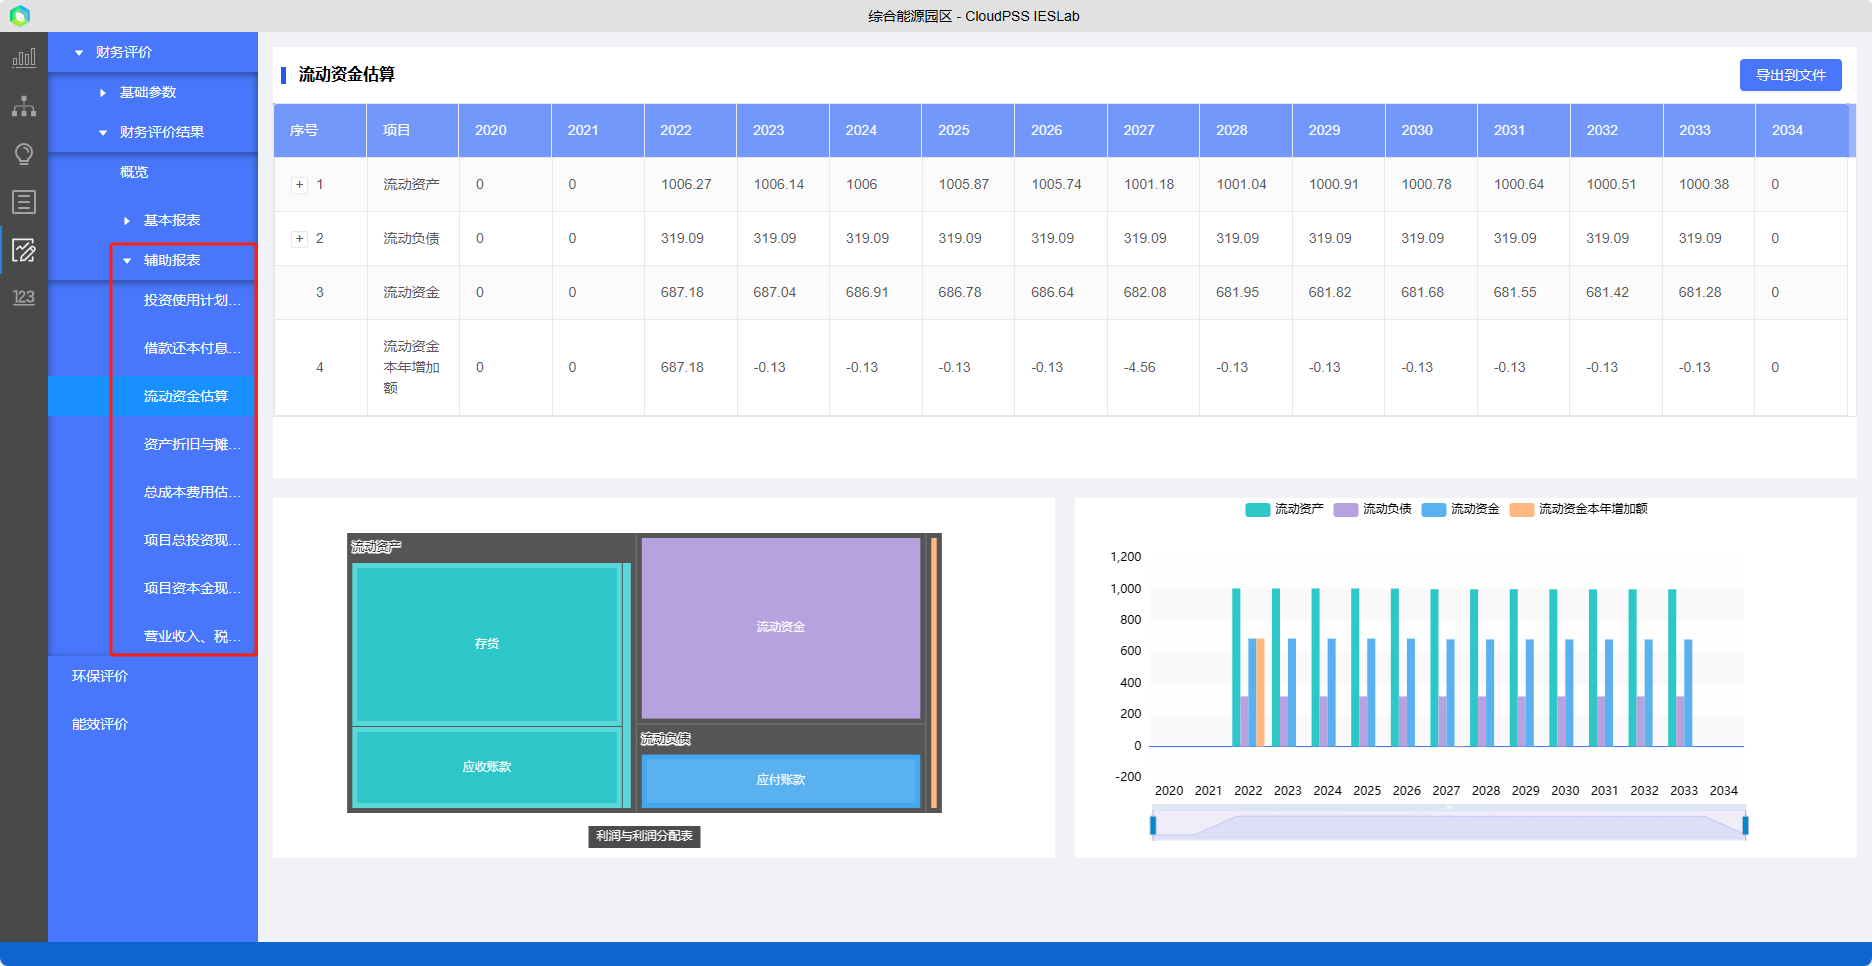 综合能源园区 - CloudPSS IESLab
财务评价
基础参数
财务评价结果
概览
基本报表
辅助报表
投资使用计划...
借款还本付息...
流动资金估算
资产折旧与摊...
总成本费用估...
项目总投资现...
项目资本金现...
营业收入、税...
环保评价
能效评价
123
流动资金估算
导出到文件
序号 项目 2020 2021 2022 2023 2024 2025 2026 2027 2028 2029 2030 2031 2032 2033 2034
+ 1 流动资产 0 0 1006.27 1006.14 1006 1005.87 1005.74 1001.18 1001.04 1000.91 1000.78 1000.64 1000.51 1000.38 0
+ 2 流动负债 0 0 319.09 319.09 319.09 319.09 319.09 319.09 319.09 319.09 319.09 319.09 319.09 319.09 0
3 流动资金 0 0 687.18 687.04 686.91 686.78 686.64 682.08 681.95 681.82 681.68 681.55 681.42 681.28 0
4 流动资金本年增加额 0 0 687.18 -0.13 -0.13 -0.13 -0.13 -4.56 -0.13 -0.13 -0.13 -0.13 -0.13 -0.13 0
流动资产
存货
应收账款
流动资金
流动负债
应付账款
利润与利润分配表
流动资产 流动负债 流动资金 流动资金本年增加额
1,200
1,000
800
600
400
200
0
-200
2020 2021 2022 2023 2024 2025 2026 2027 2028 2029 2030 2031 2032 2033 2034